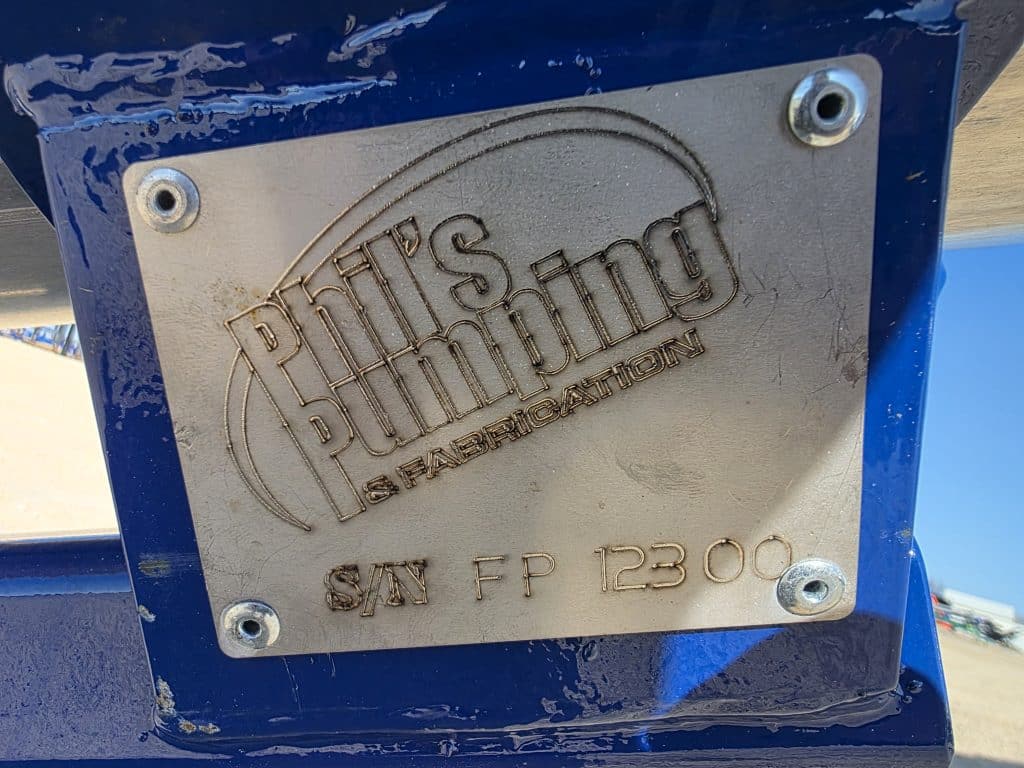 Phil's
Pumping
& FABRICATION
S/N FP 12300